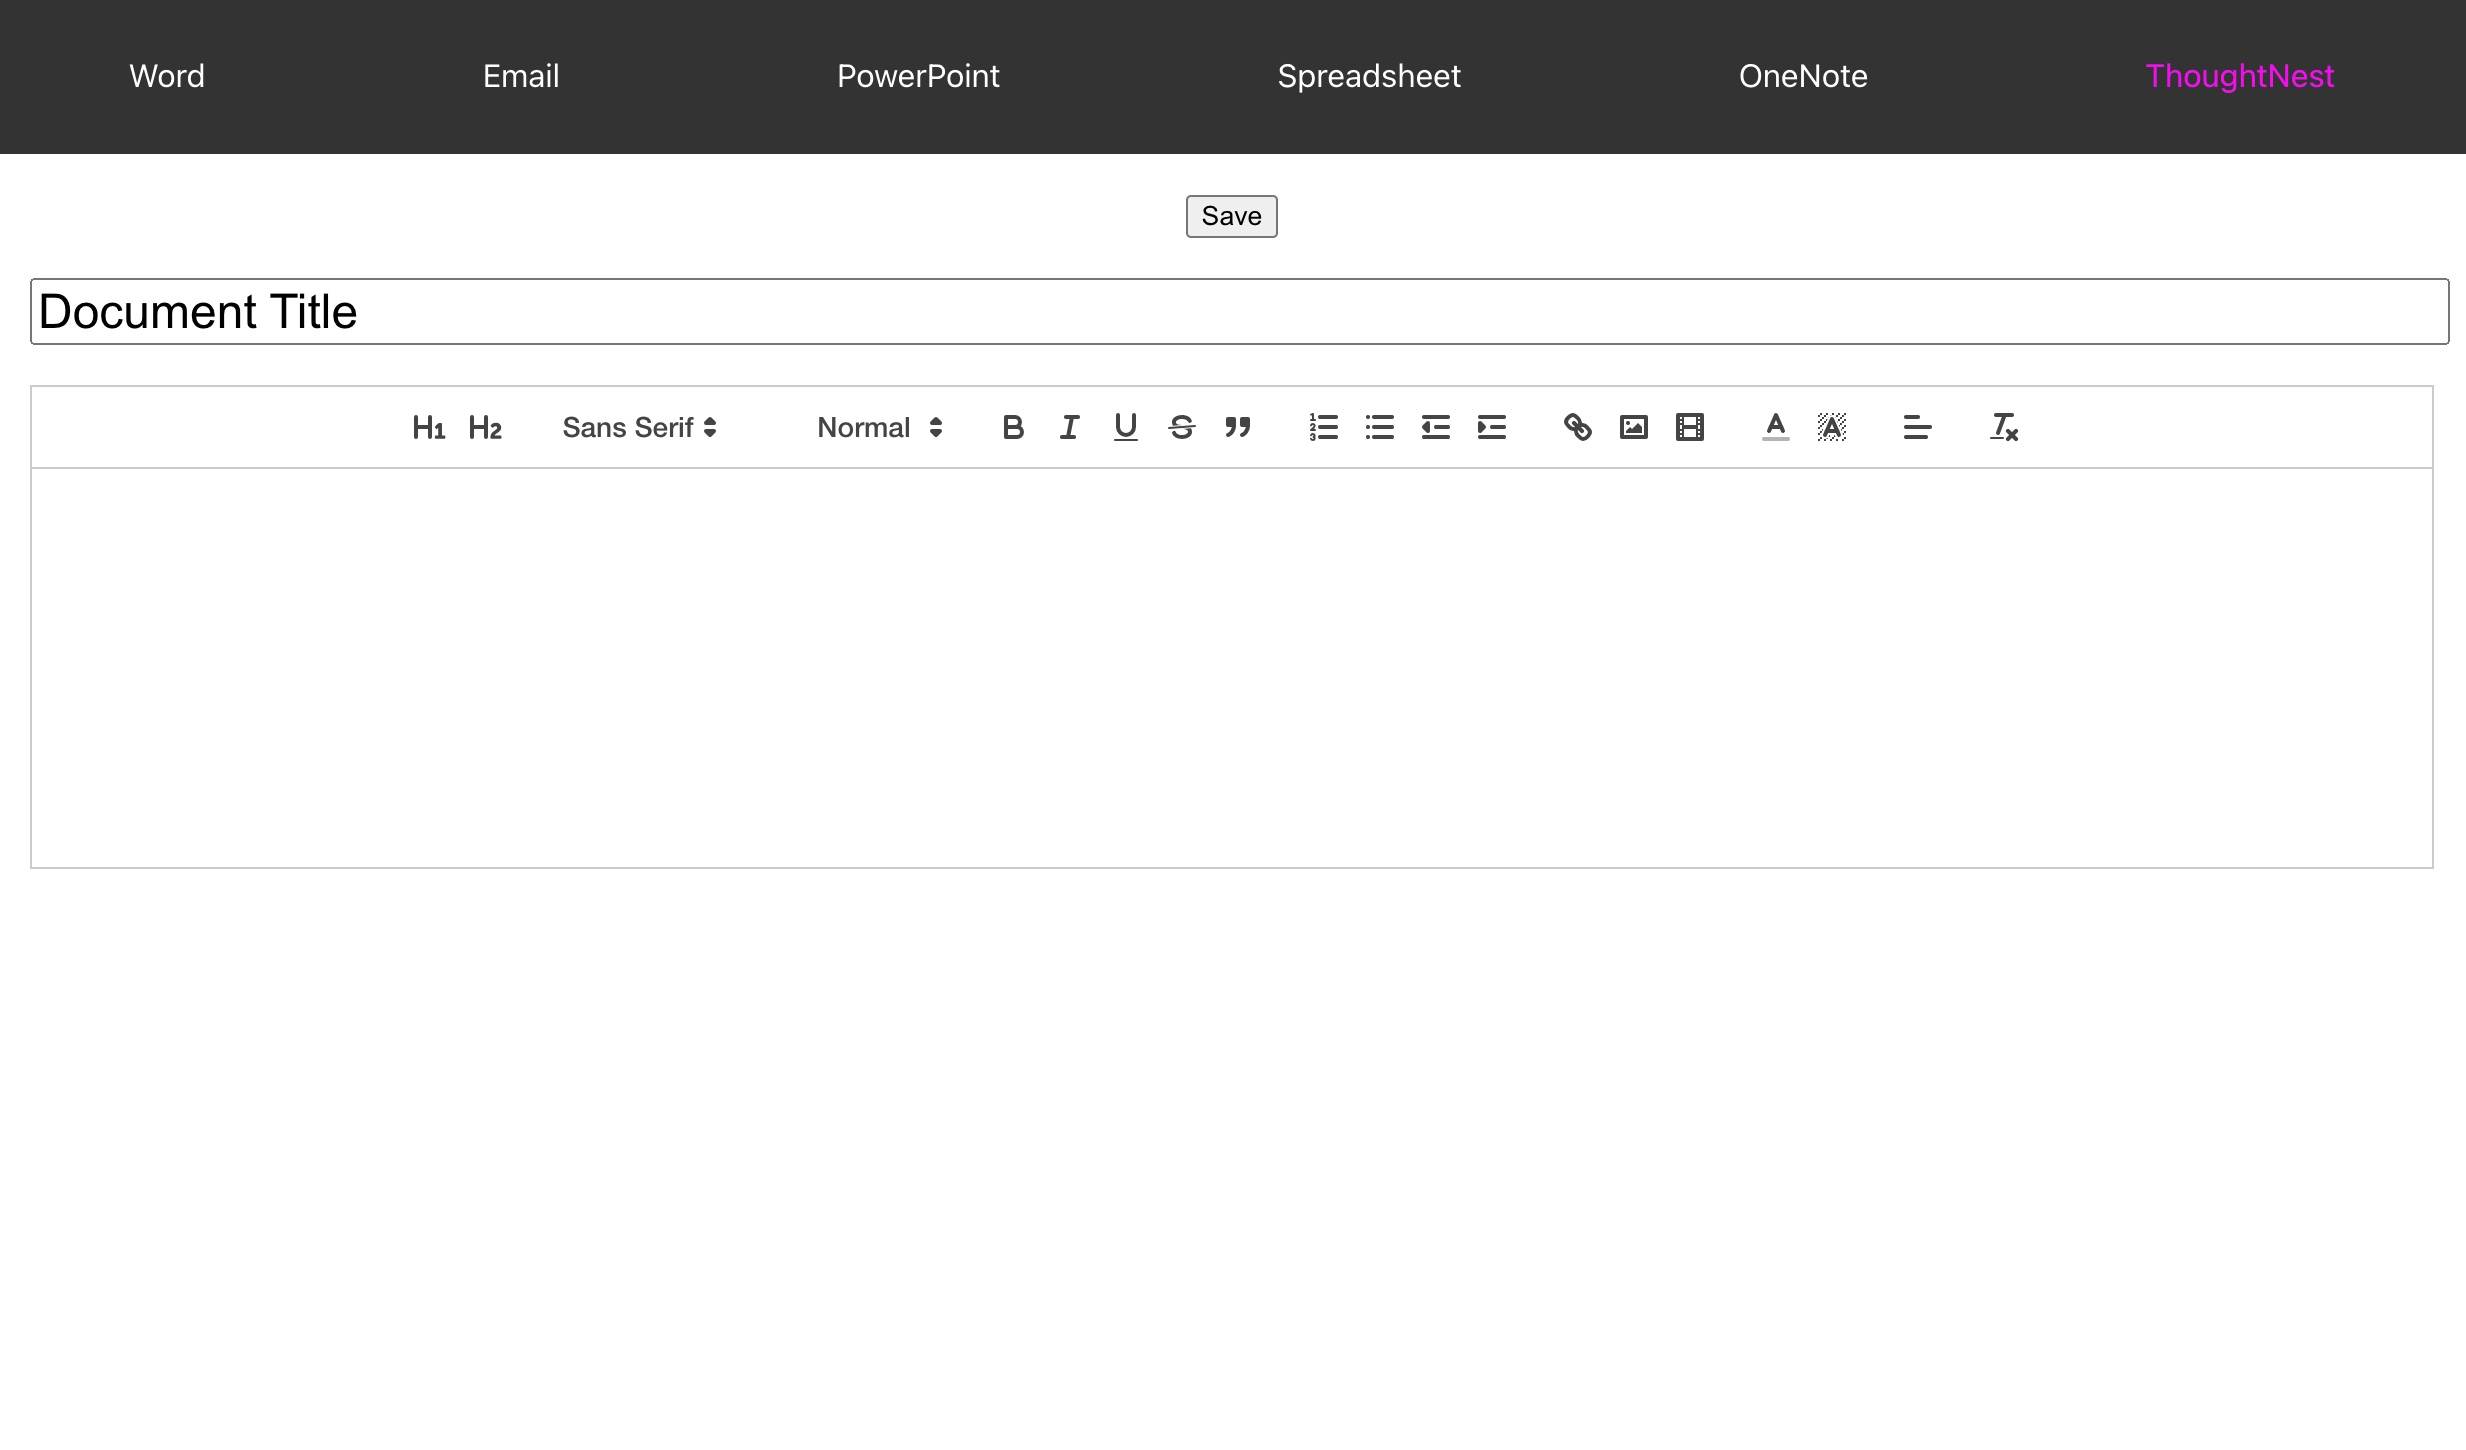 Word Email PowerPoint Spreadsheet OneNote ThoughtNest
Save
Document Title
H1 H2 Sans Serif Normal B I U S